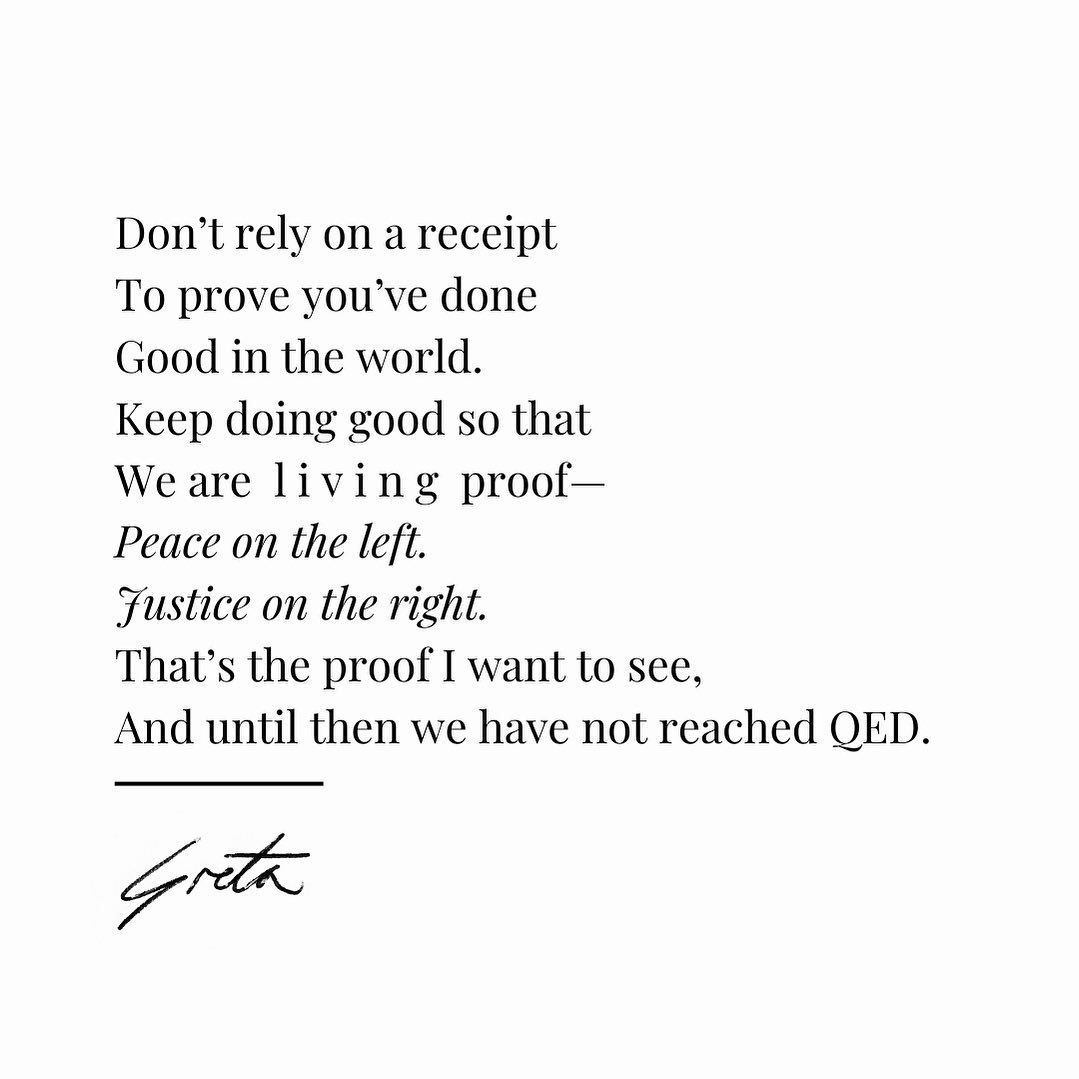 Don’t rely on a receipt
To prove you’ve done
Good in the world.
Keep doing good so that
We are l i v i n g proof—
Peace on the left.
Justice on the right.
That’s the proof I want to see,
And until then we have not reached QED.
Greta